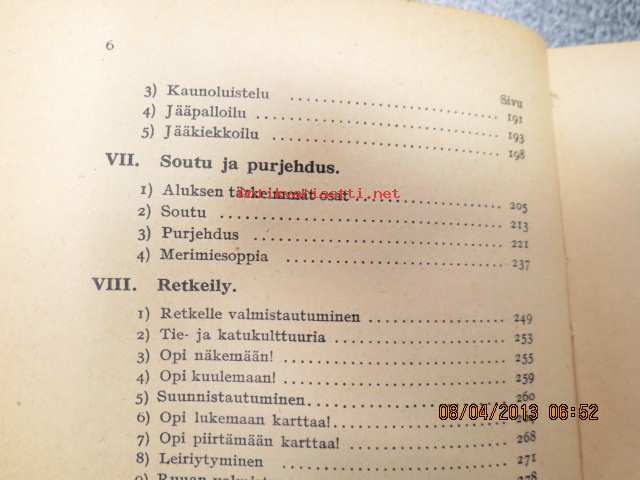 6
Sivu
3) Kaunoluistelu .......... 191
4) Jääpalloilu .......... 193
5) Jääkiekkoilu .......... 198
VII. Soutu ja purjehdus.
1) Aluksen tärkeimmät osat .......... 205
2) Soutu .......... 213
3) Purjehdus .......... 221
4) Merimiesoppia .......... 237
VIII. Retkeily.
1) Retkelle valmistautuminen .......... 249
2) Tie- ja katukulttuuria .......... 253
3) Opi näkemään! .......... 255
4) Opi kuulemaan! .......... 259
5) Suunnistautuminen. .......... 260
6) Opi lukemaan karttaa! ..........
7) Opi piirtämään karttaa! .......... 268
08/04/2013 06:52
8) Leiriytyminen .......... 271
278